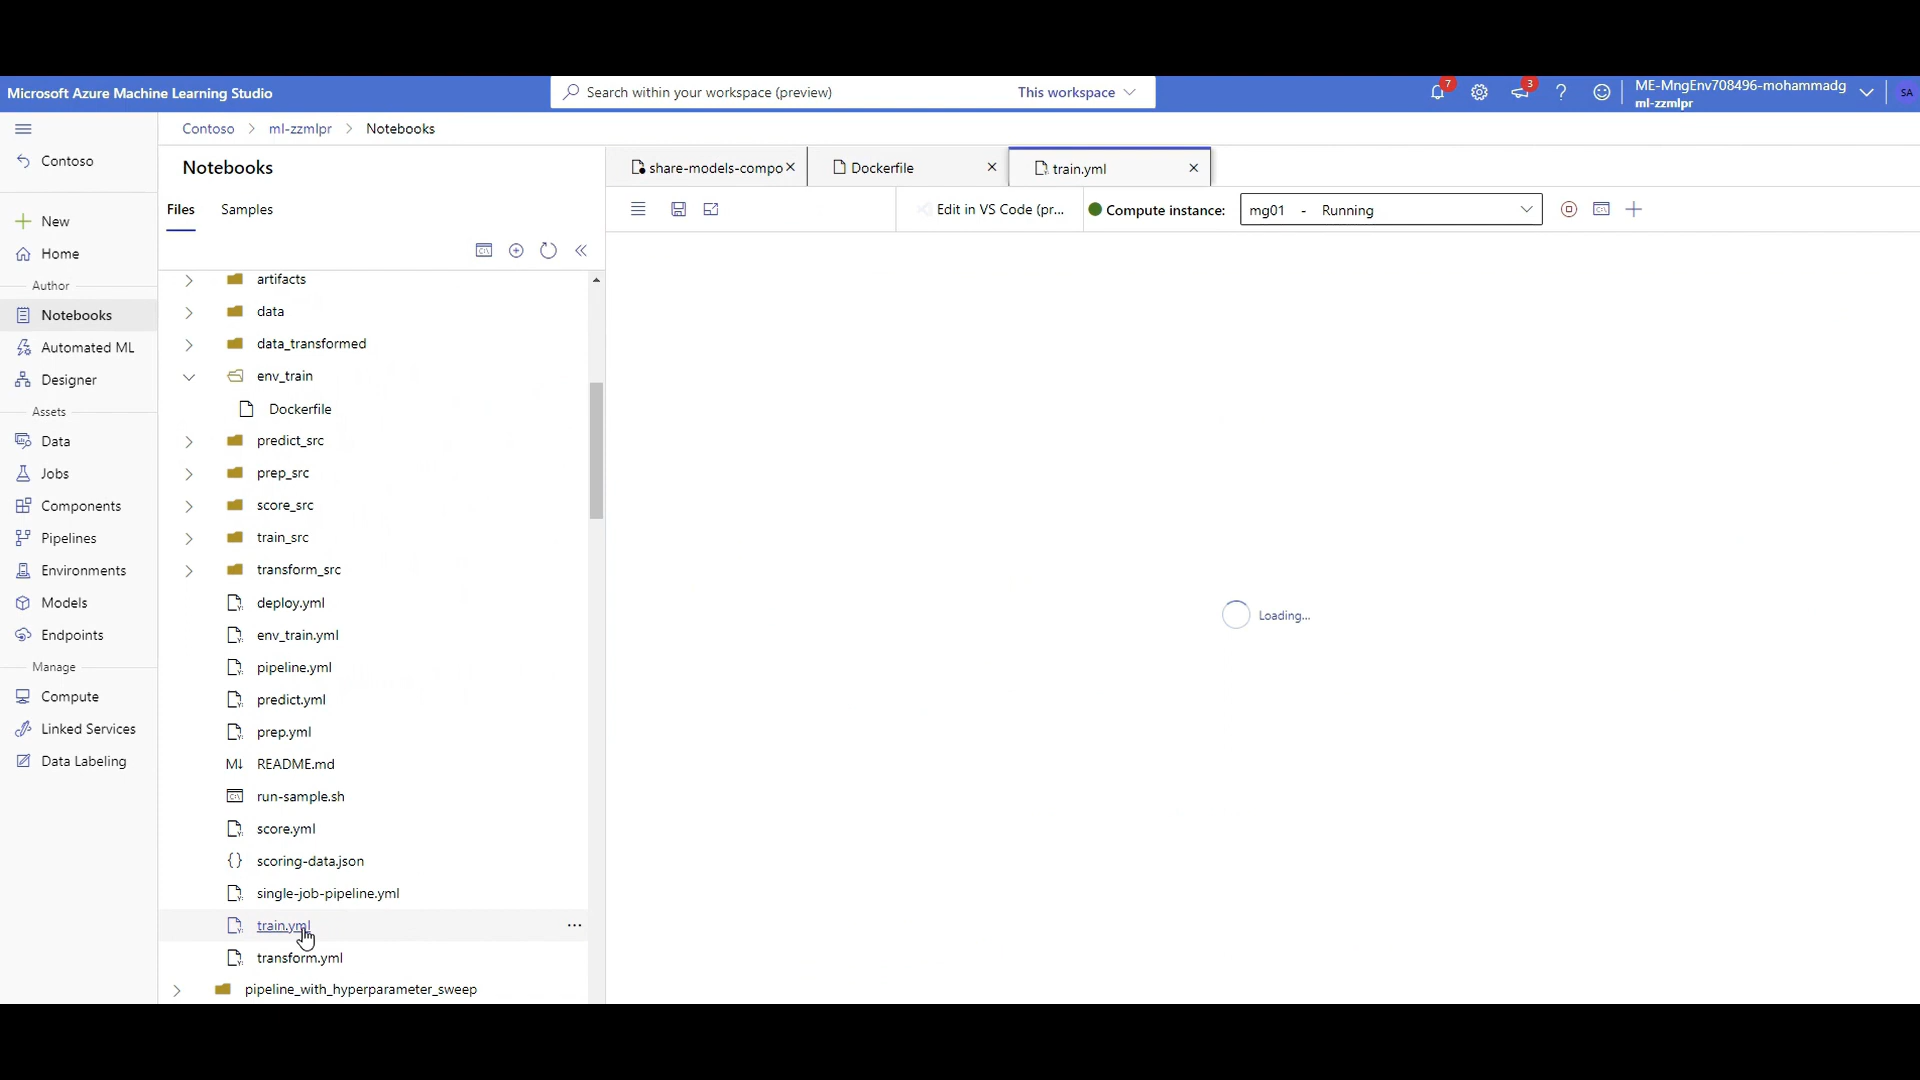 Microsoft Azure Machine Learning Studio
Search within your workspace (preview)
This workspace
7
3
?
ME-MngEnv708496-mohammadg
ml-zzmlpr
SA
Contoso
New
Home
Author
Notebooks
Automated ML
Designer
Assets
Data
Jobs
Components
Pipelines
Environments
Models
Endpoints
Manage
Compute
Linked Services
Data Labeling
Contoso > ml-zzmlpr > Notebooks
Notebooks
Files Samples
artifacts
data
data_transformed
env_train
Dockerfile
predict_src
prep_src
score_src
train_src
transform_src
deploy.yml
env_train.yml
pipeline.yml
predict.yml
prep.yml
README.md
run-sample.sh
score.yml
scoring-data.json
single-job-pipeline.yml
train.yml
transform.yml
pipeline_with_hyperparameter_sweep
share-models-compo
Dockerfile
train.yml
Edit in VS Code (pr...
Compute instance:
mg01 - Running
Loading...